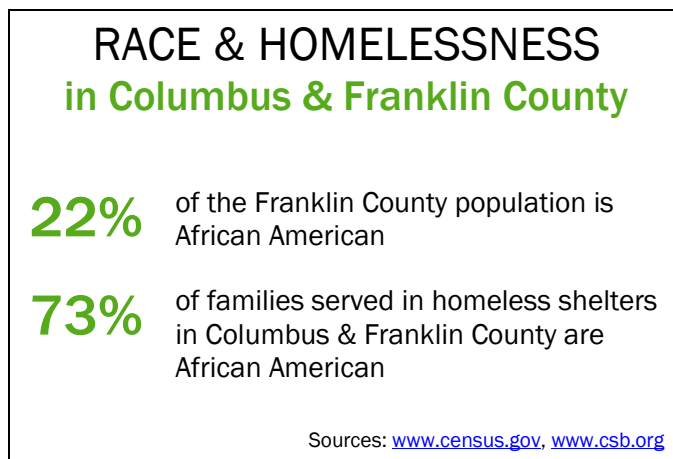 RACE & HOMELESSNESS
in Columbus & Franklin County
22%
of the Franklin County population is
African American
73%
of families served in homeless shelters
in Columbus & Franklin County are
African American
Sources: www.census.gov, www.csb.org